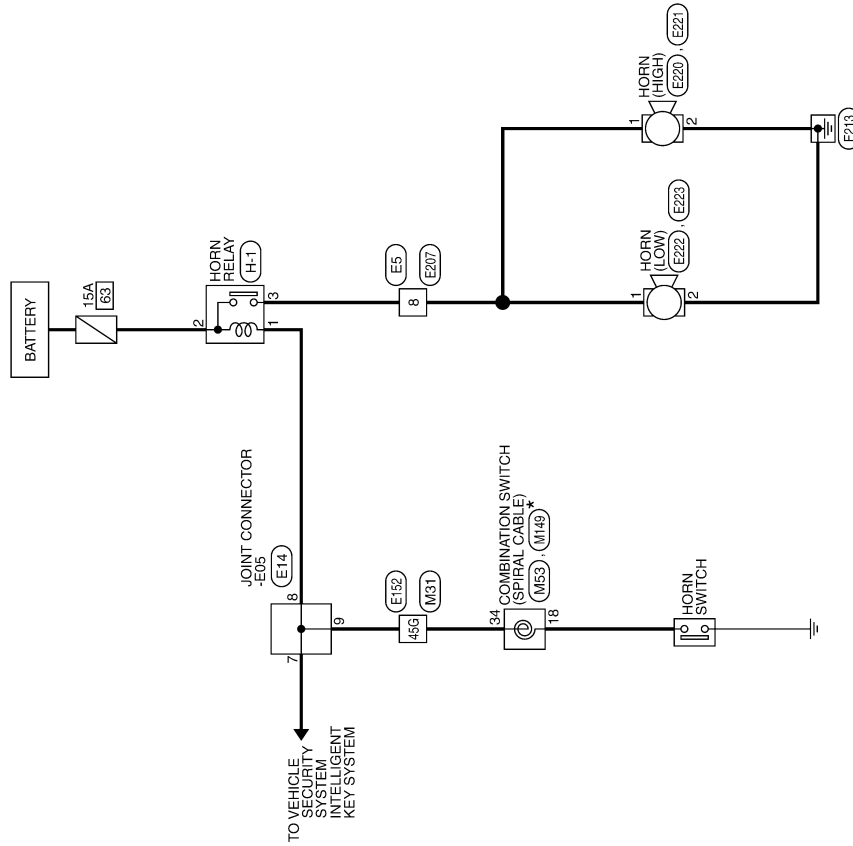 BATTERY
15A
63
HORN
RELAY
H-1
2
1
3
JOINT CONNECTOR
-E05
E14
8
7
9
TO VEHICLE
SECURITY
SYSTEM
INTELLIGENT
KEY SYSTEM
E152
45G
M31
COMBINATION SWITCH
(SPIRAL CABLE)
*
M53 , M149
34
18
HORN
SWITCH
E5
8
E207
HORN
(LOW)
E222 , E223
1
2
HORN
(HIGH)
E220 , E221
1
2
E213